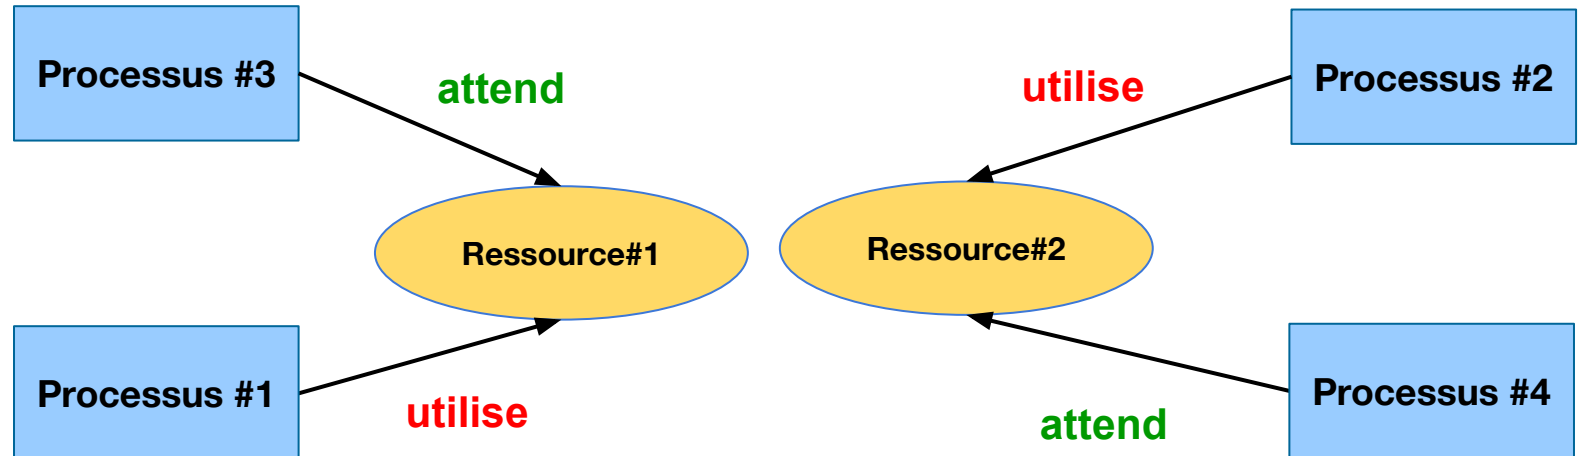 Processus #3
attend
utilise
Processus #2
Ressource#1
Ressource#2
Processus #1
utilise
attend
Processus #4